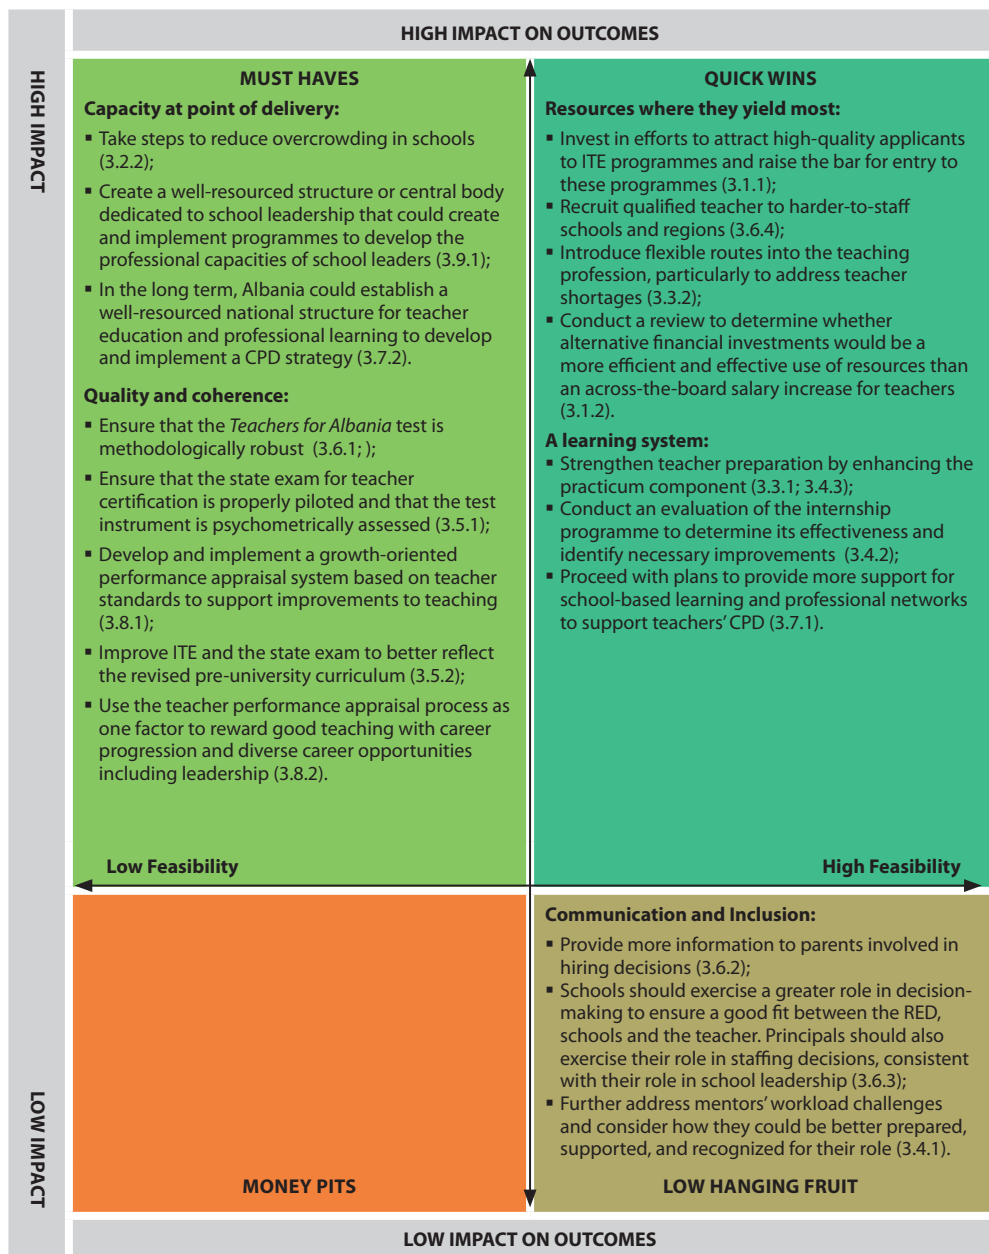 HIGH IMPACT ON OUTCOMES
HIGH IMPACT
MUST HAVES
Capacity at point of delivery:
▪ Take steps to reduce overcrowding in schools
(3.2.2);
▪ Create a well-resourced structure or central body
dedicated to school leadership that could create
and implement programmes to develop the
professional capacities of school leaders (3.9.1);
▪ In the long term, Albania could establish a
well-resourced national structure for teacher
education and professional learning to develop
and implement a CPD strategy (3.7.2).
Quality and coherence:
▪ Ensure that the Teachers for Albania test is
methodologically robust (3.6.1; );
▪ Ensure that the state exam for teacher
certification is properly piloted and that the test
instrument is psychometrically assessed (3.5.1);
▪ Develop and implement a growth-oriented
performance appraisal system based on teacher
standards to support improvements to teaching
(3.8.1);
▪ Improve ITE and the state exam to better reflect
the revised pre-university curriculum (3.5.2);
▪ Use the teacher performance appraisal process as
one factor to reward good teaching with career
progression and diverse career opportunities
including leadership (3.8.2).
QUICK WINS
Resources where they yield most:
▪ Invest in efforts to attract high-quality applicants
to ITE programmes and raise the bar for entry to
these programmes (3.1.1);
▪ Recruit qualified teacher to harder-to-staff
schools and regions (3.6.4);
▪ Introduce flexible routes into the teaching
profession, particularly to address teacher
shortages (3.3.2);
▪ Conduct a review to determine whether
alternative financial investments would be a
more efficient and effective use of resources than
an across-the-board salary increase for teachers
(3.1.2).
A learning system:
▪ Strengthen teacher preparation by enhancing the
practicum component (3.3.1; 3.4.3);
▪ Conduct an evaluation of the internship
programme to determine its effectiveness and
identify necessary improvements (3.4.2);
▪ Proceed with plans to provide more support for
school-based learning and professional networks
to support teachers' CPD (3.7.1).
Low Feasibility
High Feasibility
LOW IMPACT
MONEY PITS
Communication and Inclusion:
▪ Provide more information to parents involved in
hiring decisions (3.6.2);
▪ Schools should exercise a greater role in decision-
making to ensure a good fit between the RED,
schools and the teacher. Principals should also
exercise their role in staffing decisions, consistent
with their role in school leadership (3.6.3);
▪ Further address mentors' workload challenges
and consider how they could be better prepared,
supported, and recognized for their role (3.4.1).
LOW HANGING FRUIT
LOW IMPACT ON OUTCOMES